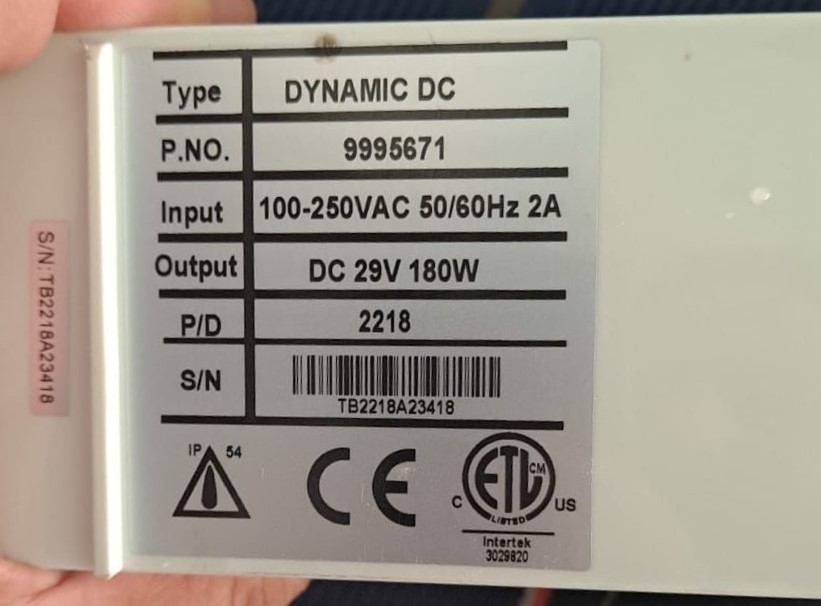 Type DYNAMIC DC
P.NO. 9995671
Input 100-250VAC 50/60Hz 2A
Output DC 29V 180W
P/D 2218
S/N
TB2218A23418
IP 54
CE
C ETL CM US
LISTED
Intertek
3029820
S/N: TB2218A23418